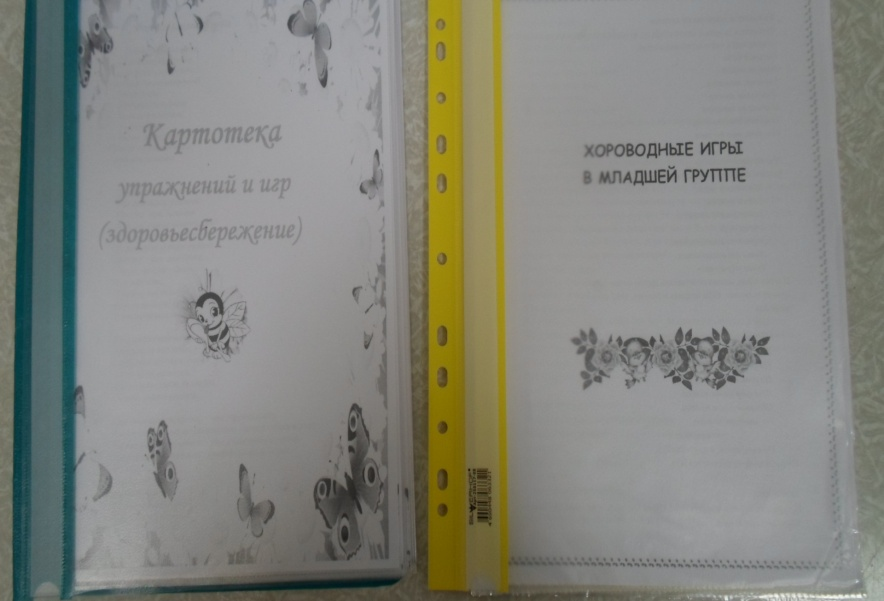 Картотека
упражнений и игр
(здоровьесбережение)
ХОРОВОДНЫЕ ИГРЫ
В МЛАДШЕЙ ГРУППЕ